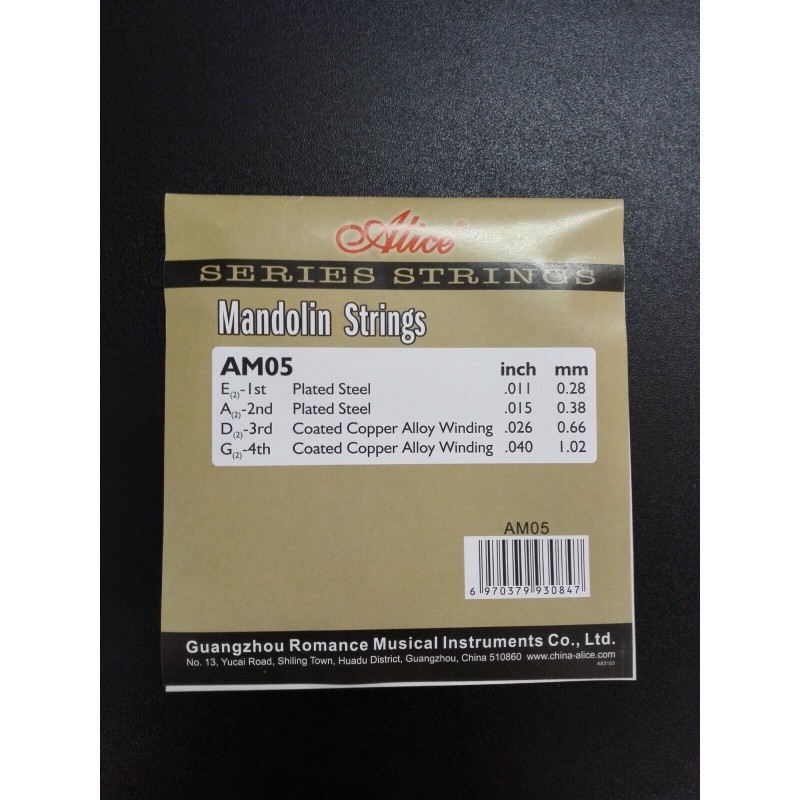 Alice®
SERIES STRINGS
Mandolin Strings
AM05 inch mm
E(2)-1st Plated Steel .011 0.28
A(2)-2nd Plated Steel .015 0.38
D(2)-3rd Coated Copper Alloy Winding .026 0.66
G(2)-4th Coated Copper Alloy Winding .040 1.02
AM05
6 970379 930847
Guangzhou Romance Musical Instruments Co., Ltd.
No. 13, Yucai Road, Shiling Town, Huadu District, Guangzhou, China 510860 www.china-alice.com